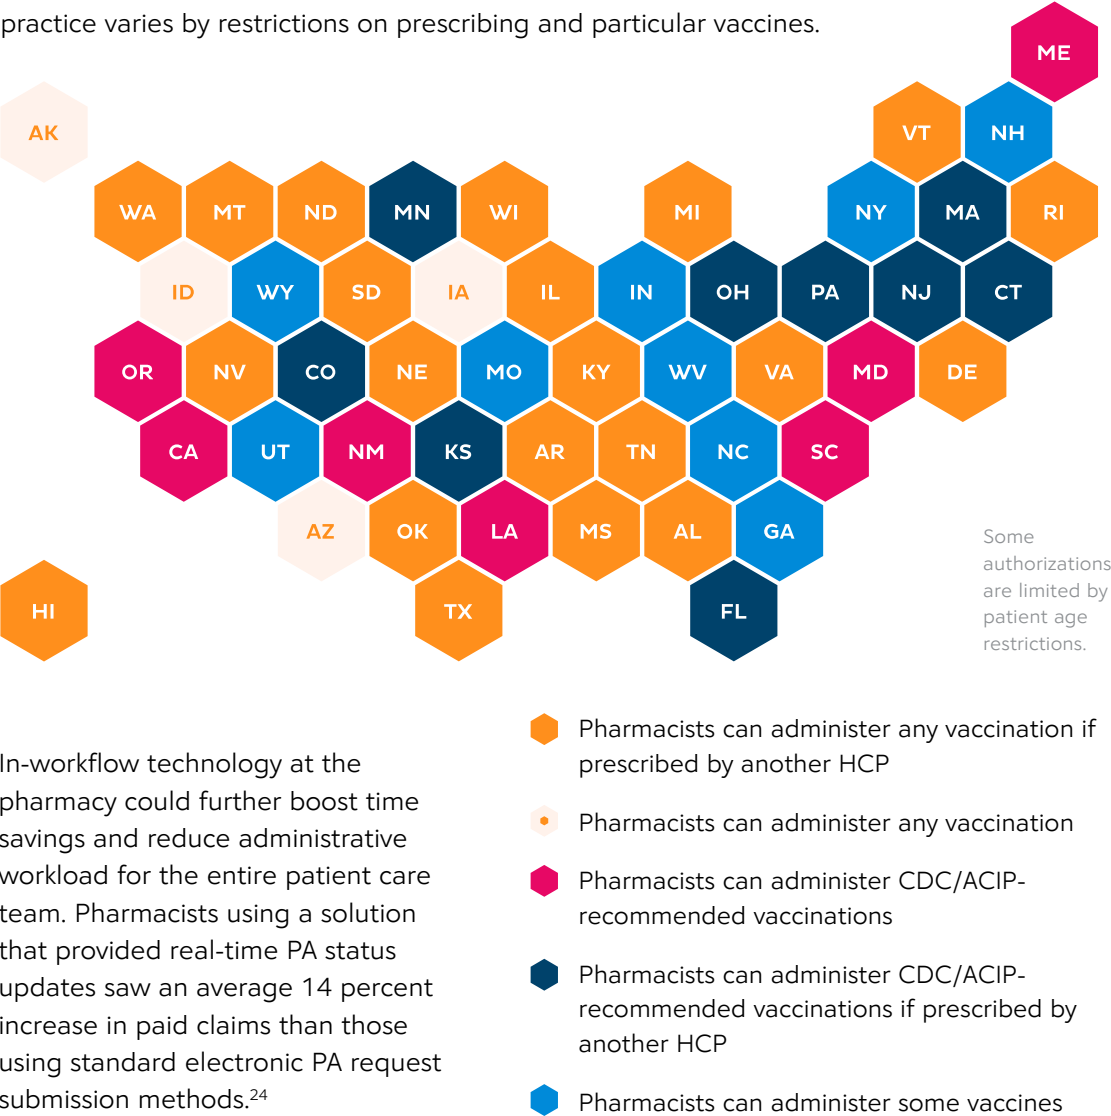 practice varies by restrictions on prescribing and particular vaccines.
ME
AK
VT
NH
WA
MT
ND
MN
WI
MI
NY
MA
RI
ID
WY
SD
IA
IL
IN
OH
PA
NJ
CT
OR
NV
CO
NE
MO
KY
WV
VA
MD
DE
CA
UT
NM
KS
AR
TN
NC
SC
AZ
OK
LA
MS
AL
GA
HI
TX
FL
Some
authorizations
are limited by
patient age
restrictions.
In-workflow technology at the
pharmacy could further boost time
savings and reduce administrative
workload for the entire patient care
team. Pharmacists using a solution
that provided real-time PA status
updates saw an average 14 percent
increase in paid claims than those
using standard electronic PA request
submission methods.24
Pharmacists can administer any vaccination if
prescribed by another HCP
Pharmacists can administer any vaccination
Pharmacists can administer CDC/ACIP-
recommended vaccinations
Pharmacists can administer CDC/ACIP-
recommended vaccinations if prescribed by
another HCP
Pharmacists can administer some vaccines